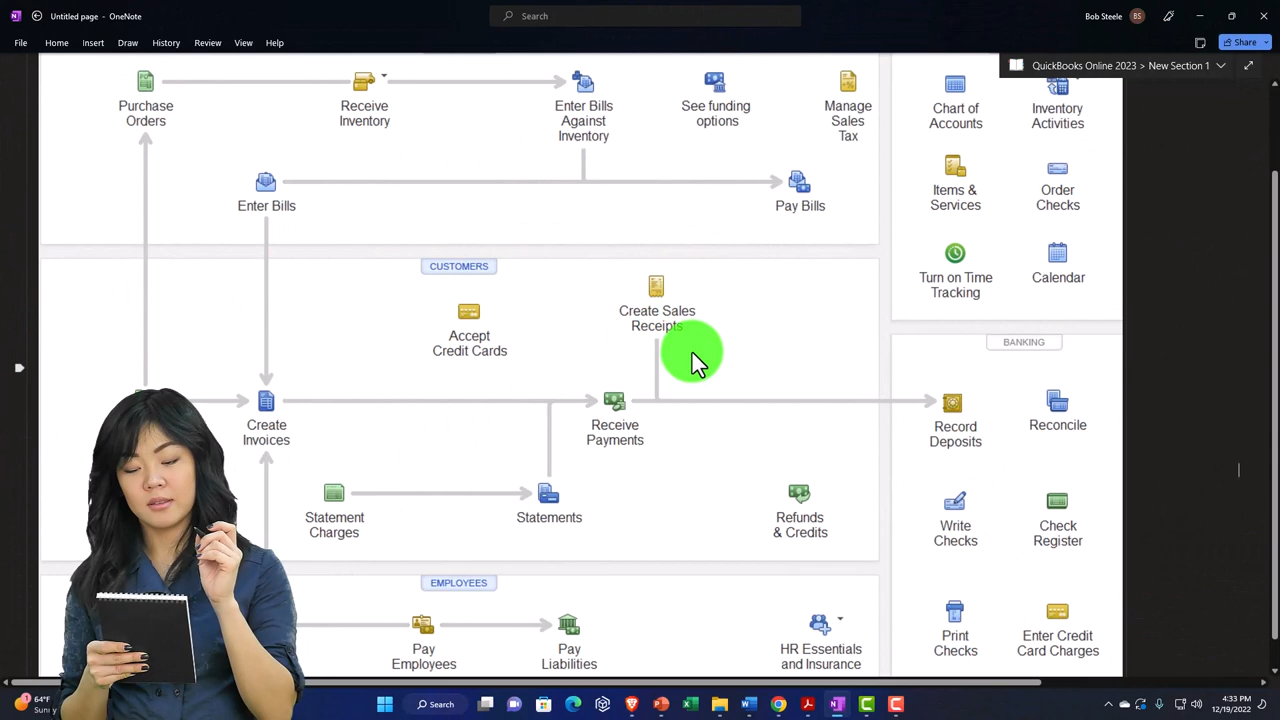 Untitled page - OneNote
Search
Bob Steele
BS
File
Home
Insert
Draw
History
Review
View
Help
Share
QuickBooks Online 2023 > New Section 1
Purchase
Orders
Receive
Inventory
Enter Bills
Against
Inventory
See funding
options
Manage
Sales
Tax
Chart of
Accounts
Inventory
Activities
Enter Bills
Pay Bills
Items &
Services
Order
Checks
Turn on Time
Tracking
Calendar
CUSTOMERS
Create Sales
Receipts
Accept
Credit Cards
BANKING
Create
Invoices
Receive
Payments
Record
Deposits
Reconcile
Statement
Charges
Statements
Refunds
& Credits
Write
Checks
Check
Register
EMPLOYEES
Pay
Employees
Pay
Liabilities
HR Essentials
and Insurance
Print
Checks
Enter Credit
Card Charges
64°F
Sunny
Search
4:33 PM
12/19/2022